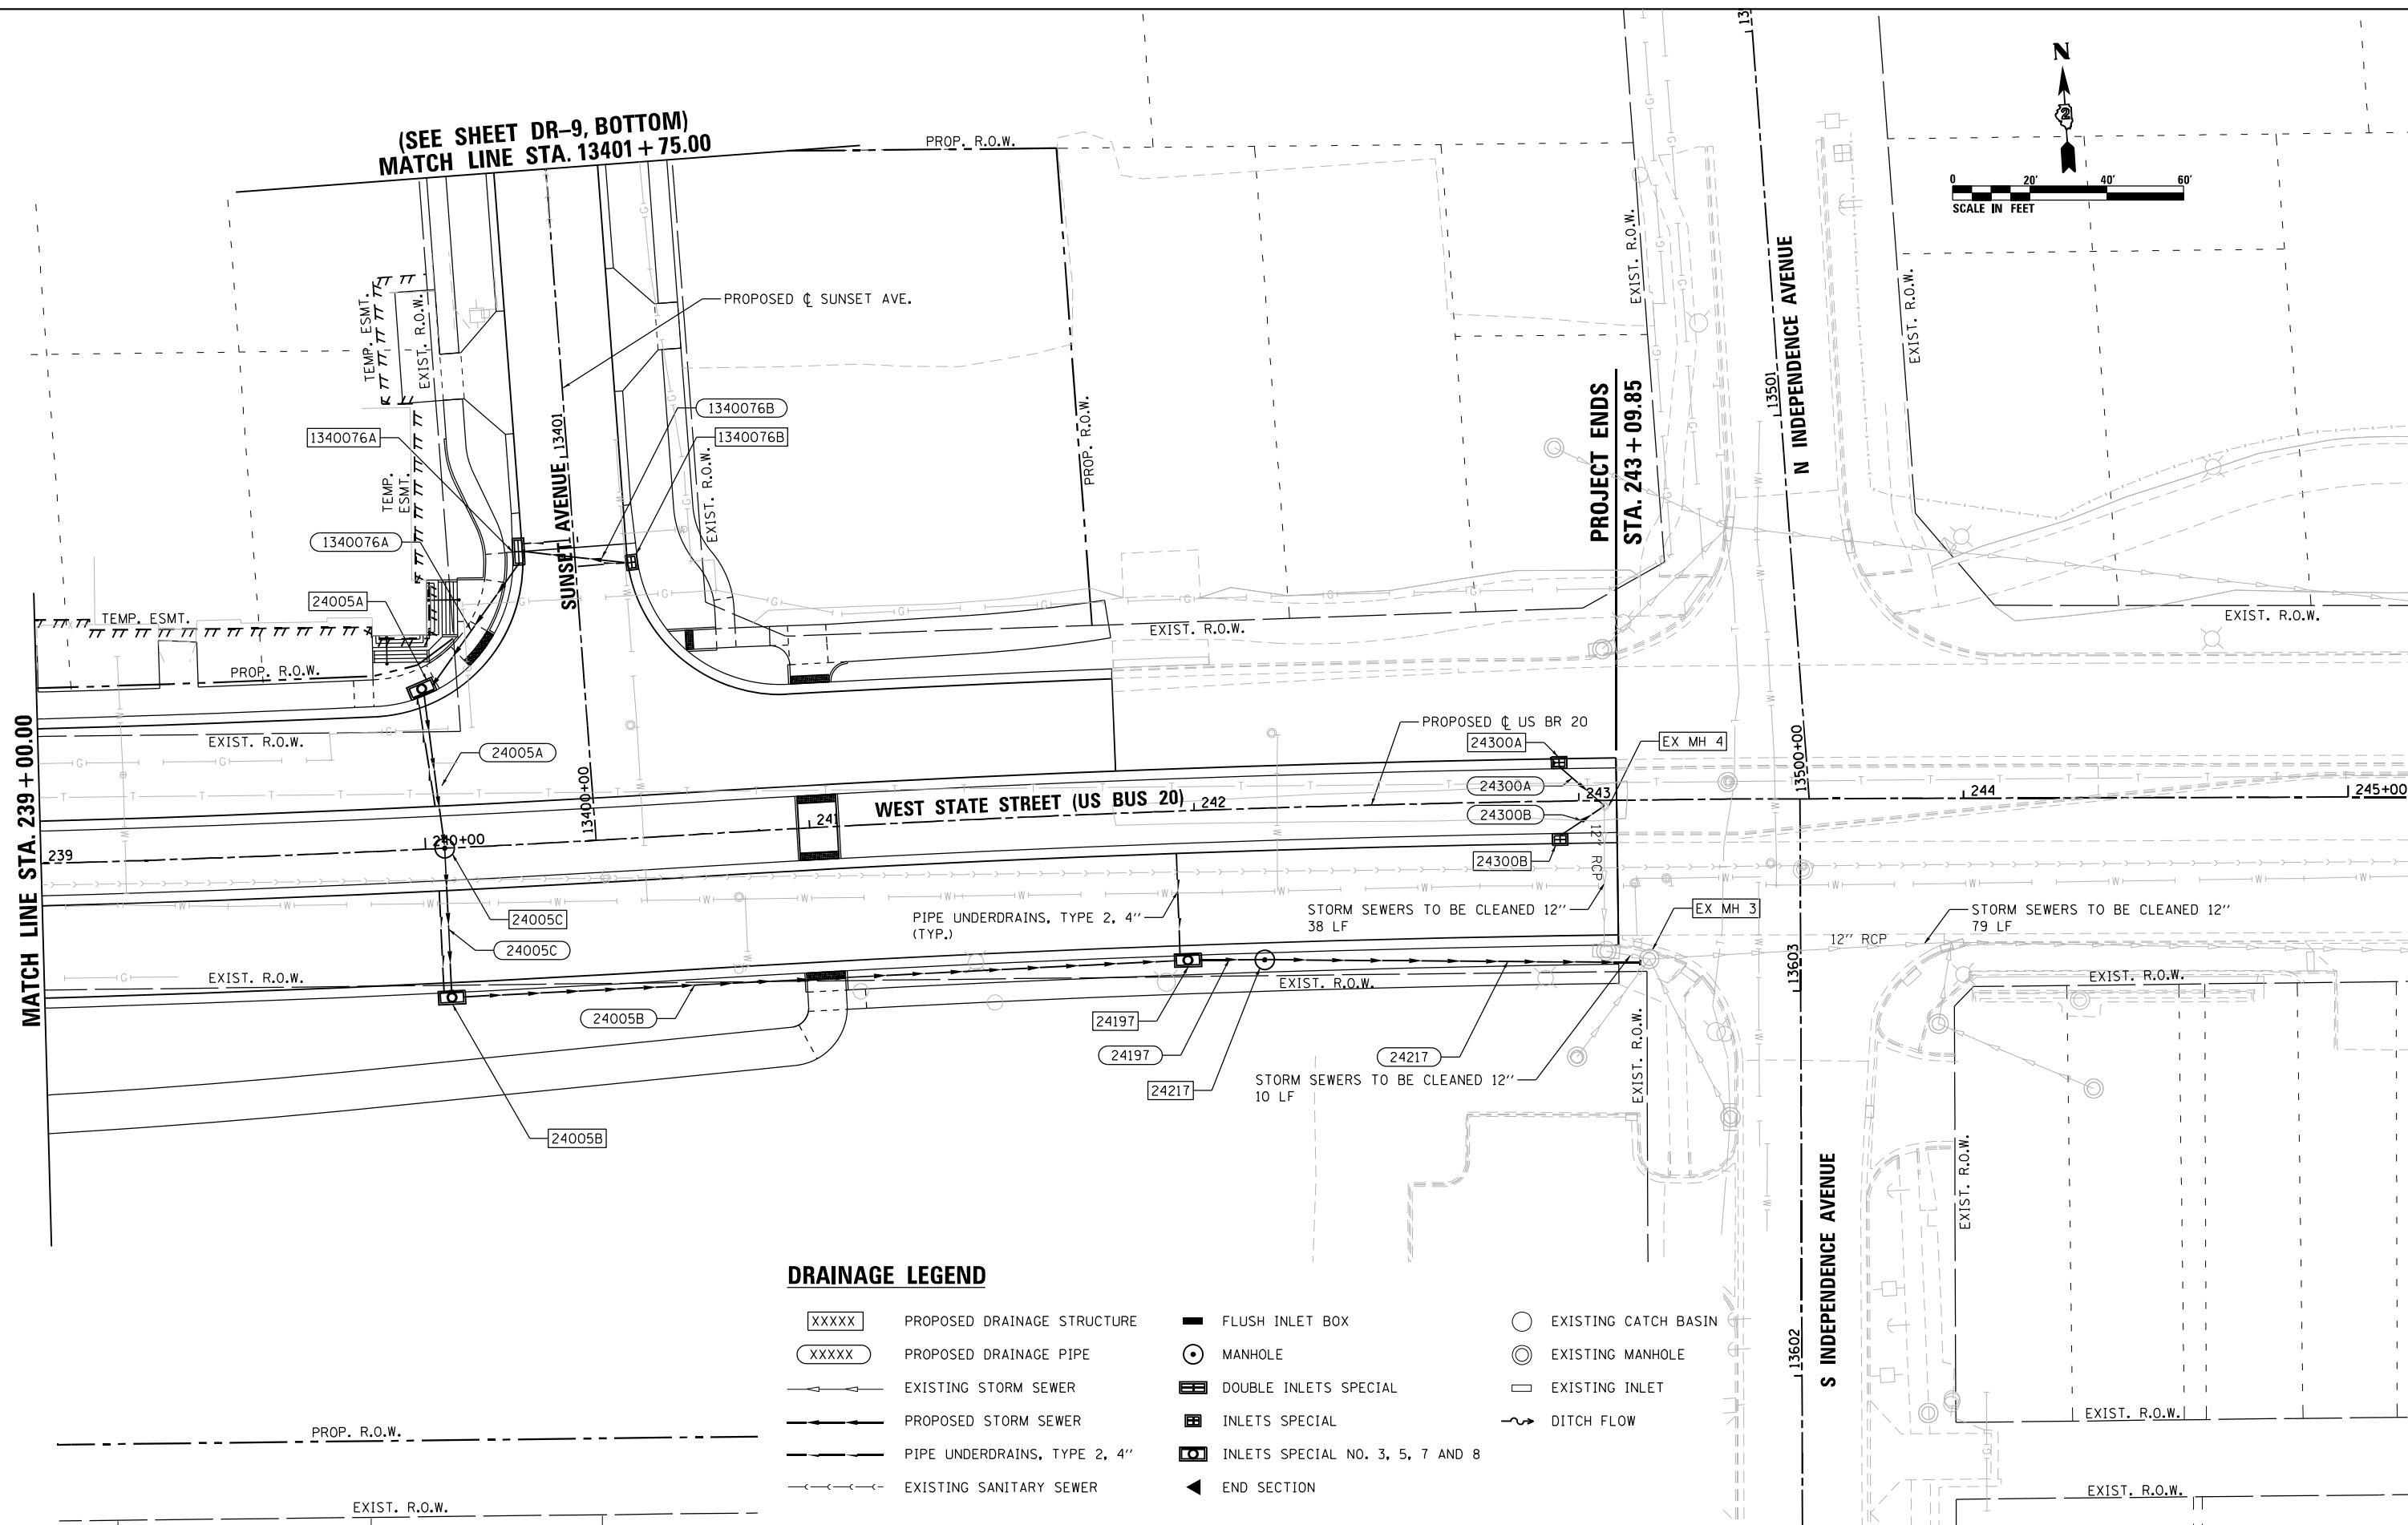 (SEE SHEET DR-9, BOTTOM)
MATCH LINE STA. 13401 + 75.00
PROP. R.O.W.
N
2
0 20' 40' 60'
SCALE IN FEET
TEMP. ESMT.
EXIST. R.O.W.
PROPOSED ℄ SUNSET AVE.
EXIST. R.O.W.
N INDEPENDENCE AVENUE
EXIST. R.O.W.
13501
PROJECT ENDS
STA. 243 + 09.85
1340076B
1340076A
1340076B
SUNSET AVENUE
13401
PROP. R.O.W.
EXIST. R.O.W.
TEMP.
ESMT.
1340076A
24005A
TEMP. ESMT.
EXIST. R.O.W.
EXIST. R.O.W.
PROP. R.O.W.
MATCH LINE STA. 239 + 00.00
EXIST. R.O.W.
24005A
13400+00
PROPOSED ℄ US BR 20
24300A
EX MH 4
13500+00
24300A
WEST STATE STREET (US BUS 20)
239
240+00
241
242
243
244
245+00
24300B
12" RCP
24300B
24005C
24005C
PIPE UNDERDRAINS, TYPE 2, 4"
(TYP.)
STORM SEWERS TO BE CLEANED 12"
38 LF
EX MH 3
STORM SEWERS TO BE CLEANED 12"
79 LF
12" RCP
13603
EXIST. R.O.W.
EXIST. R.O.W.
EXIST. R.O.W.
24005B
24197
24197
24217
24217
STORM SEWERS TO BE CLEANED 12"
10 LF
EXIST. R.O.W.
24005B
EXIST. R.O.W.
S INDEPENDENCE AVENUE
13602
DRAINAGE LEGEND
XXXXX PROPOSED DRAINAGE STRUCTURE
XXXXX PROPOSED DRAINAGE PIPE
EXISTING STORM SEWER
PROPOSED STORM SEWER
PIPE UNDERDRAINS, TYPE 2, 4"
EXISTING SANITARY SEWER
FLUSH INLET BOX
MANHOLE
DOUBLE INLETS SPECIAL
INLETS SPECIAL
INLETS SPECIAL NO. 3, 5, 7 AND 8
END SECTION
EXISTING CATCH BASIN
EXISTING MANHOLE
EXISTING INLET
DITCH FLOW
PROP. R.O.W.
EXIST. R.O.W.
EXIST. R.O.W.
EXIST. R.O.W.